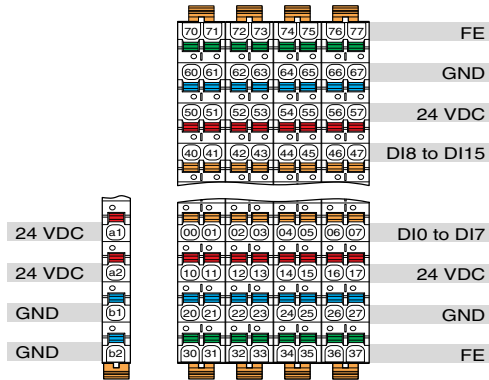 70 71 72 73 74 75 76 77 FE
60 61 62 63 64 65 66 67 GND
50 51 52 53 54 55 56 57 24 VDC
40 41 42 43 44 45 46 47 DI8 to DI15
24 VDC a1 00 01 02 03 04 05 06 07 DI0 to DI7
24 VDC a2 10 11 12 13 14 15 16 17 24 VDC
GND b1 20 21 22 23 24 25 26 27 GND
GND b2 30 31 32 33 34 35 36 37 FE